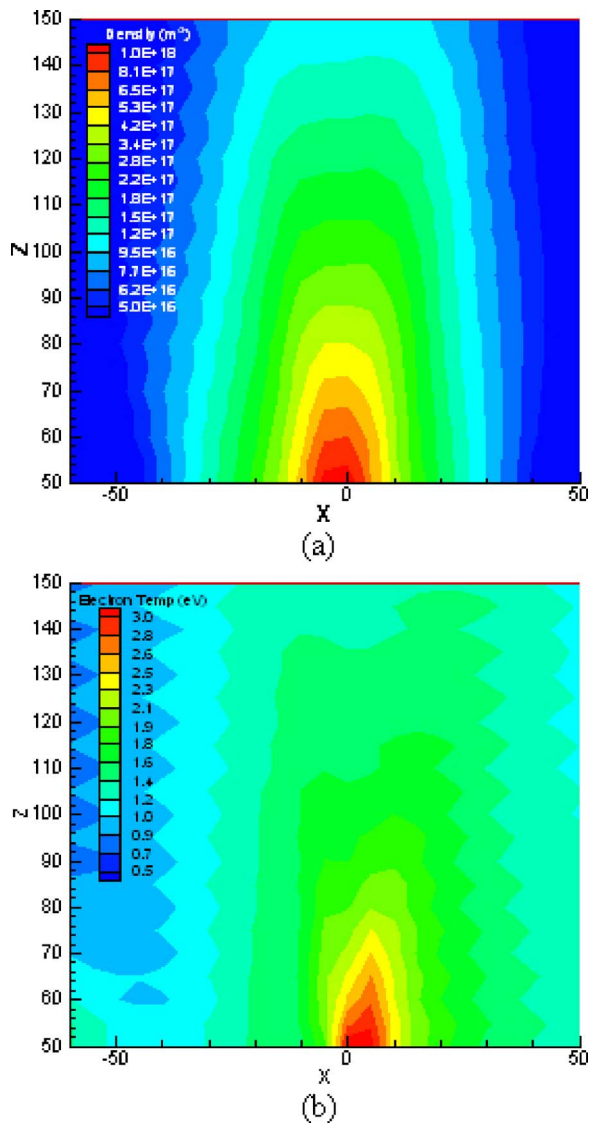 Density (m⁻³)
1.0E+18
8.1E+17
6.5E+17
5.3E+17
4.2E+17
3.4E+17
2.8E+17
2.2E+17
1.8E+17
1.5E+17
1.2E+17
9.5E+16
7.7E+16
6.2E+16
5.0E+16
150
140
130
120
110
100
90
80
70
60
50
Z
-50
0
50
X
(a)
Electron Temp (eV)
3.0
2.8
2.6
2.5
2.3
2.1
1.9
1.8
1.6
1.4
1.2
1.0
0.9
0.7
0.5
150
140
130
120
110
100
90
80
70
60
50
Z
-50
0
50
X
(b)